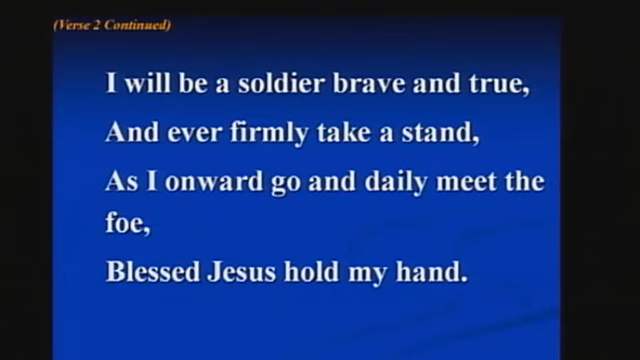 (Verse 2 Continued)
I will be a soldier brave and true,
And ever firmly take a stand,
As I onward go and daily meet the
foe,
Blessed Jesus hold my hand.